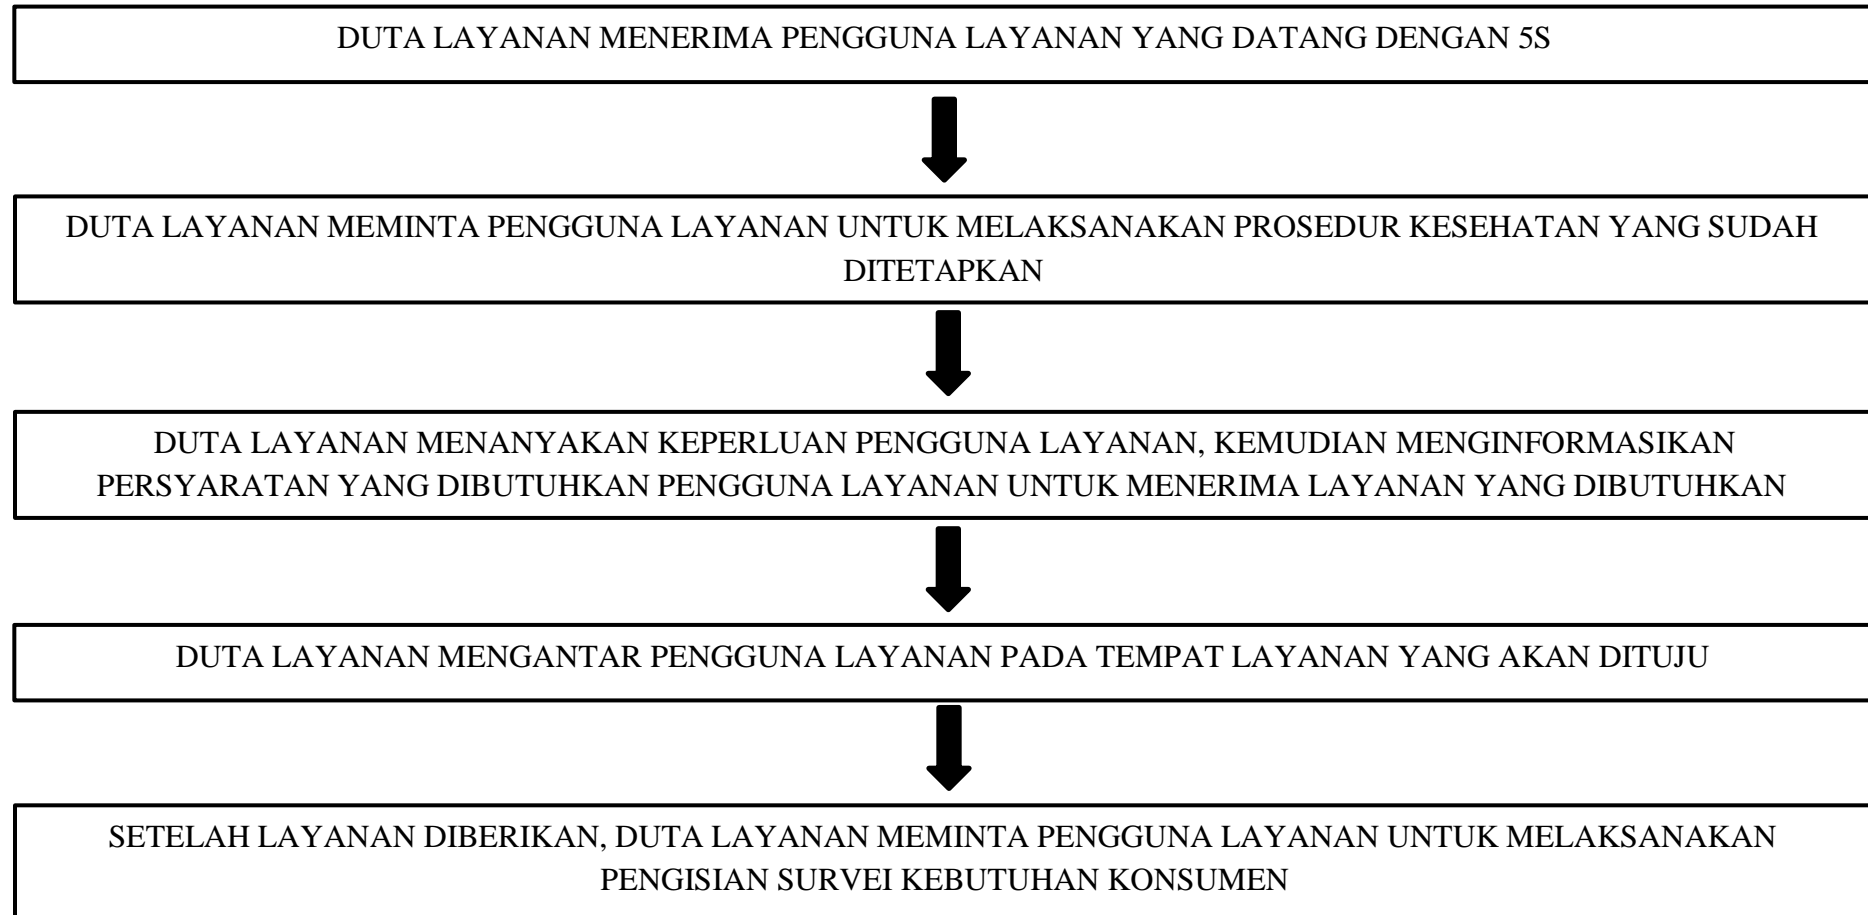 DUTA LAYANAN MENERIMA PENGGUNA LAYANAN YANG DATANG DENGAN 5S
DUTA LAYANAN MEMINTA PENGGUNA LAYANAN UNTUK MELAKSANAKAN PROSEDUR KESEHATAN YANG SUDAH
DITETAPKAN
DUTA LAYANAN MENANYAKAN KEPERLUAN PENGGUNA LAYANAN, KEMUDIAN MENGINFORMASIKAN
PERSYARATAN YANG DIBUTUHKAN PENGGUNA LAYANAN UNTUK MENERIMA LAYANAN YANG DIBUTUHKAN
DUTA LAYANAN MENGANTAR PENGGUNA LAYANAN PADA TEMPAT LAYANAN YANG AKAN DITUJU
SETELAH LAYANAN DIBERIKAN, DUTA LAYANAN MEMINTA PENGGUNA LAYANAN UNTUK MELAKSANAKAN
PENGISIAN SURVEI KEBUTUHAN KONSUMEN